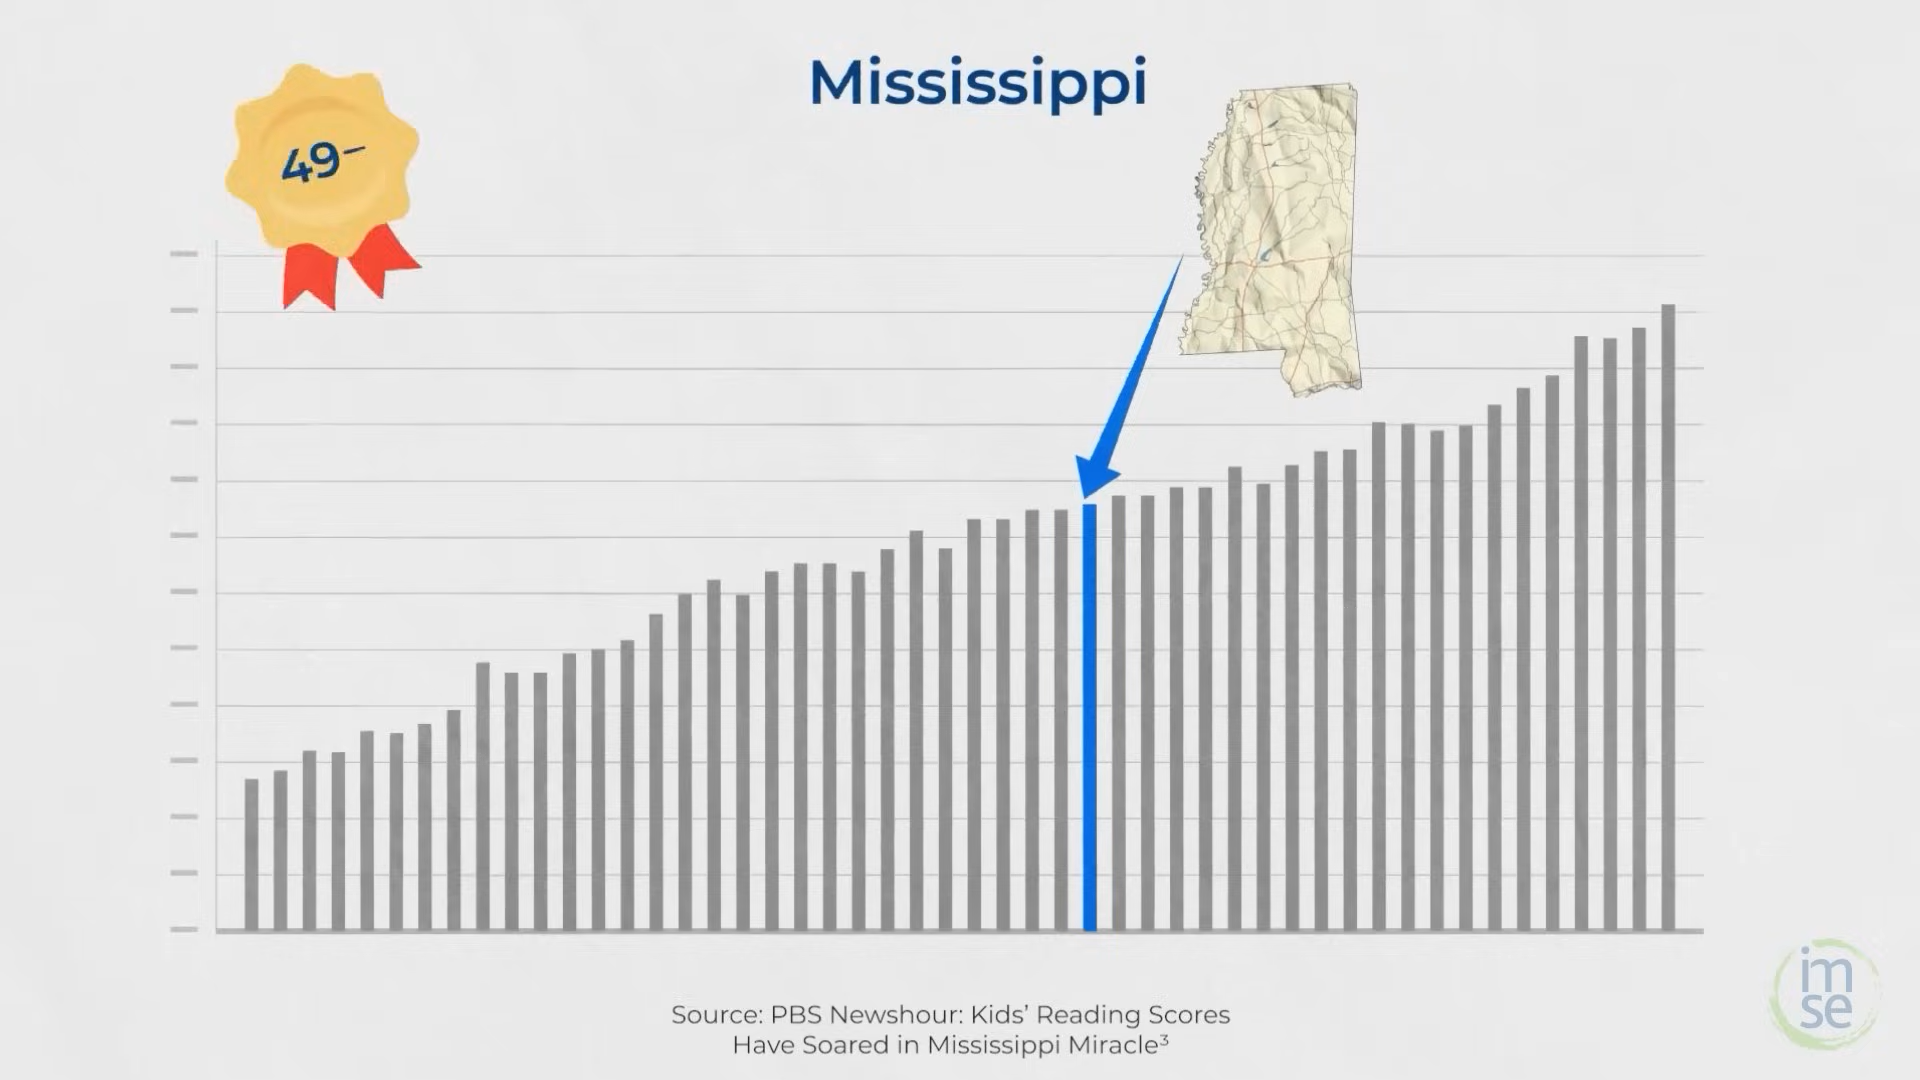 Mississippi
49–
Source: PBS Newshour: Kids’ Reading Scores
Have Soared in Mississippi Miracle³
im
se